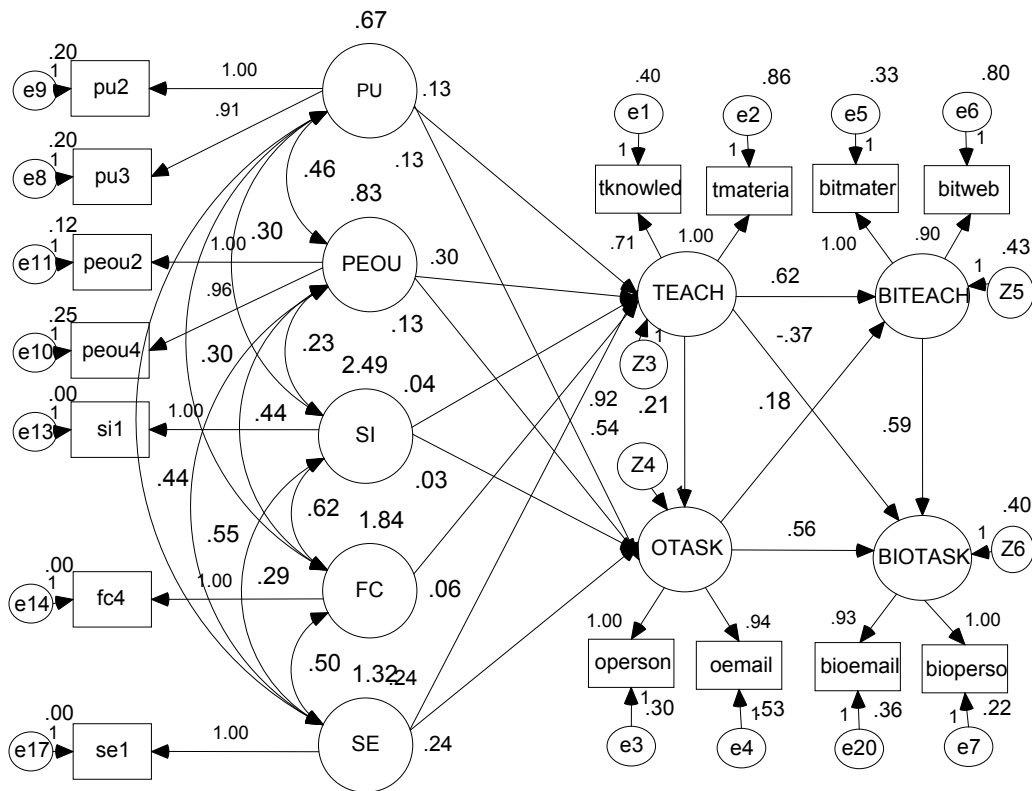 .67
.20
1
e9
pu2
1.00
PU
.13
.91
.20
1
e8
pu3
.13
.46
.83
.12
1
e11
peou2
1.00
.30
PEOU
.30
.96
.25
1
e10
peou4
.30
.23
.13
2.49
.00
1
e13
si1
1.00
.44
SI
.04
.44
.03
.55
.62
1.84
.29
.00
1
e14
fc4
1.00
FC
.06
.50
1.32
.24
.00
1
e17
se1
1.00
SE
.24
.40
.86
.33
.80
e1
e2
e5
e6
1
1
1
1
tknowled
tmateria
bitmater
bitweb
.71
1.00
1.00
.90
.43
TEACH
.62
BITEACH
1
Z5
1
Z3
-.37
.92
.21
.54
.18
.59
Z4
1
.40
OTASK
.56
BIOTASK
1
Z6
1.00
.94
.93
1.00
operson
oemail
bioemail
bioperso
1
.30
1
.53
1
.36
1
.22
e3
e4
e20
e7